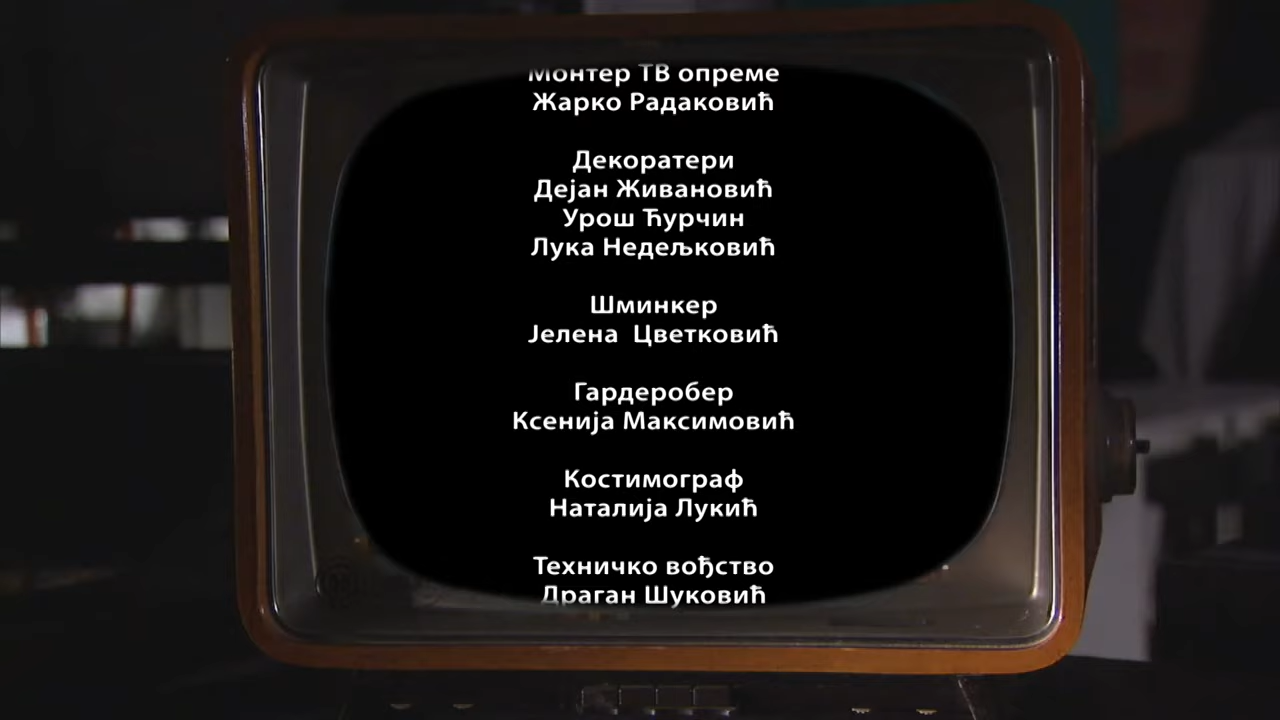 Монтер ТВ опреме
Жарко Радаковић
Декоратери
Дејан Живановић
Урош Ћурчин
Лука Недељковић
Шминкер
Јелена Цветковић
Гардеробер
Ксенија Максимовић
Костимограф
Наталија Лукић
Техничко вођство
Драган Шуковић